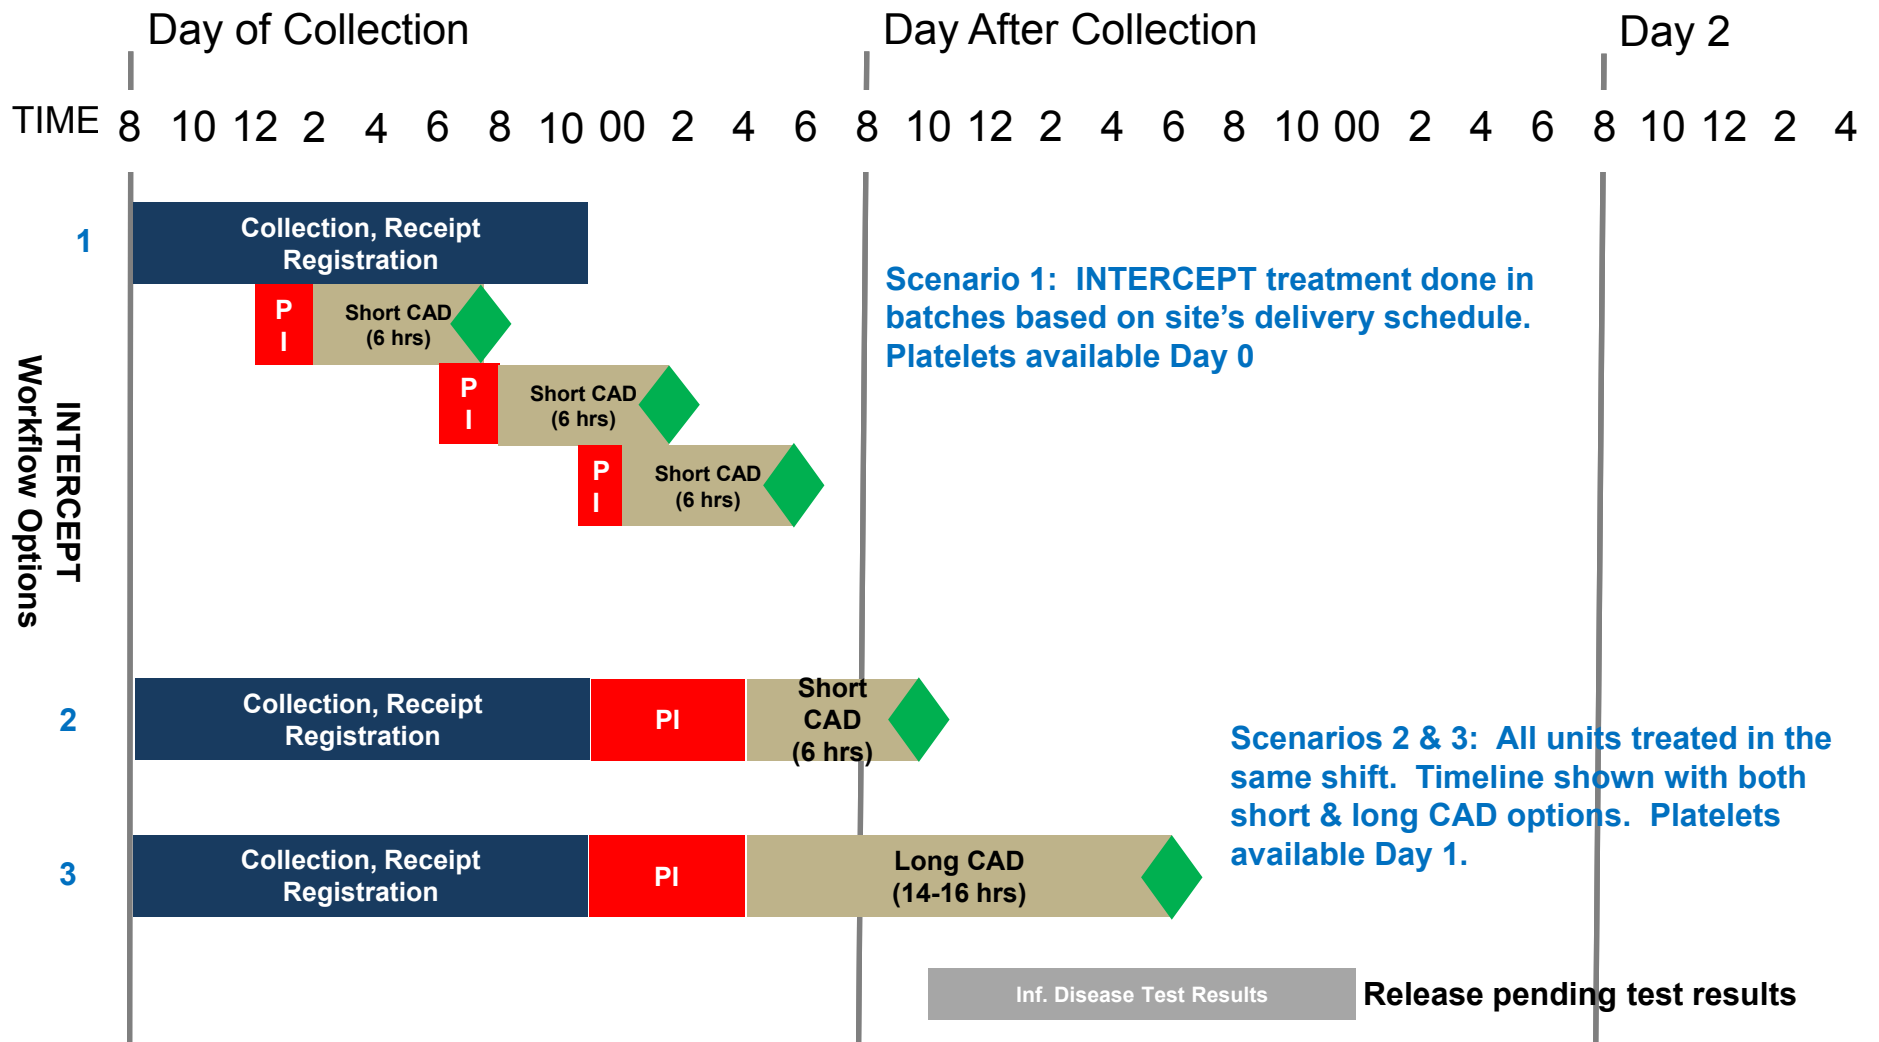 Day of Collection
Day After Collection
Day 2
TIME 8 10 12 2 4 6 8 10 00 2 4 6 8 10 12 2 4 6 8 10 00 2 4 6 8 10 12 2 4
INTERCEPT
Workflow Options
1
Collection, Receipt
Registration
P
I
Short CAD
(6 hrs)
P
I
Short CAD
(6 hrs)
P
I
Short CAD
(6 hrs)
Scenario 1:  INTERCEPT treatment done in
batches based on site’s delivery schedule.
Platelets available Day 0
2
Collection, Receipt
Registration
PI
Short
CAD
(6 hrs)
Scenarios 2 & 3:  All units treated in the
same shift.  Timeline shown with both
short & long CAD options.  Platelets
available Day 1.
3
Collection, Receipt
Registration
PI
Long CAD
(14-16 hrs)
Inf. Disease Test Results
Release pending test results